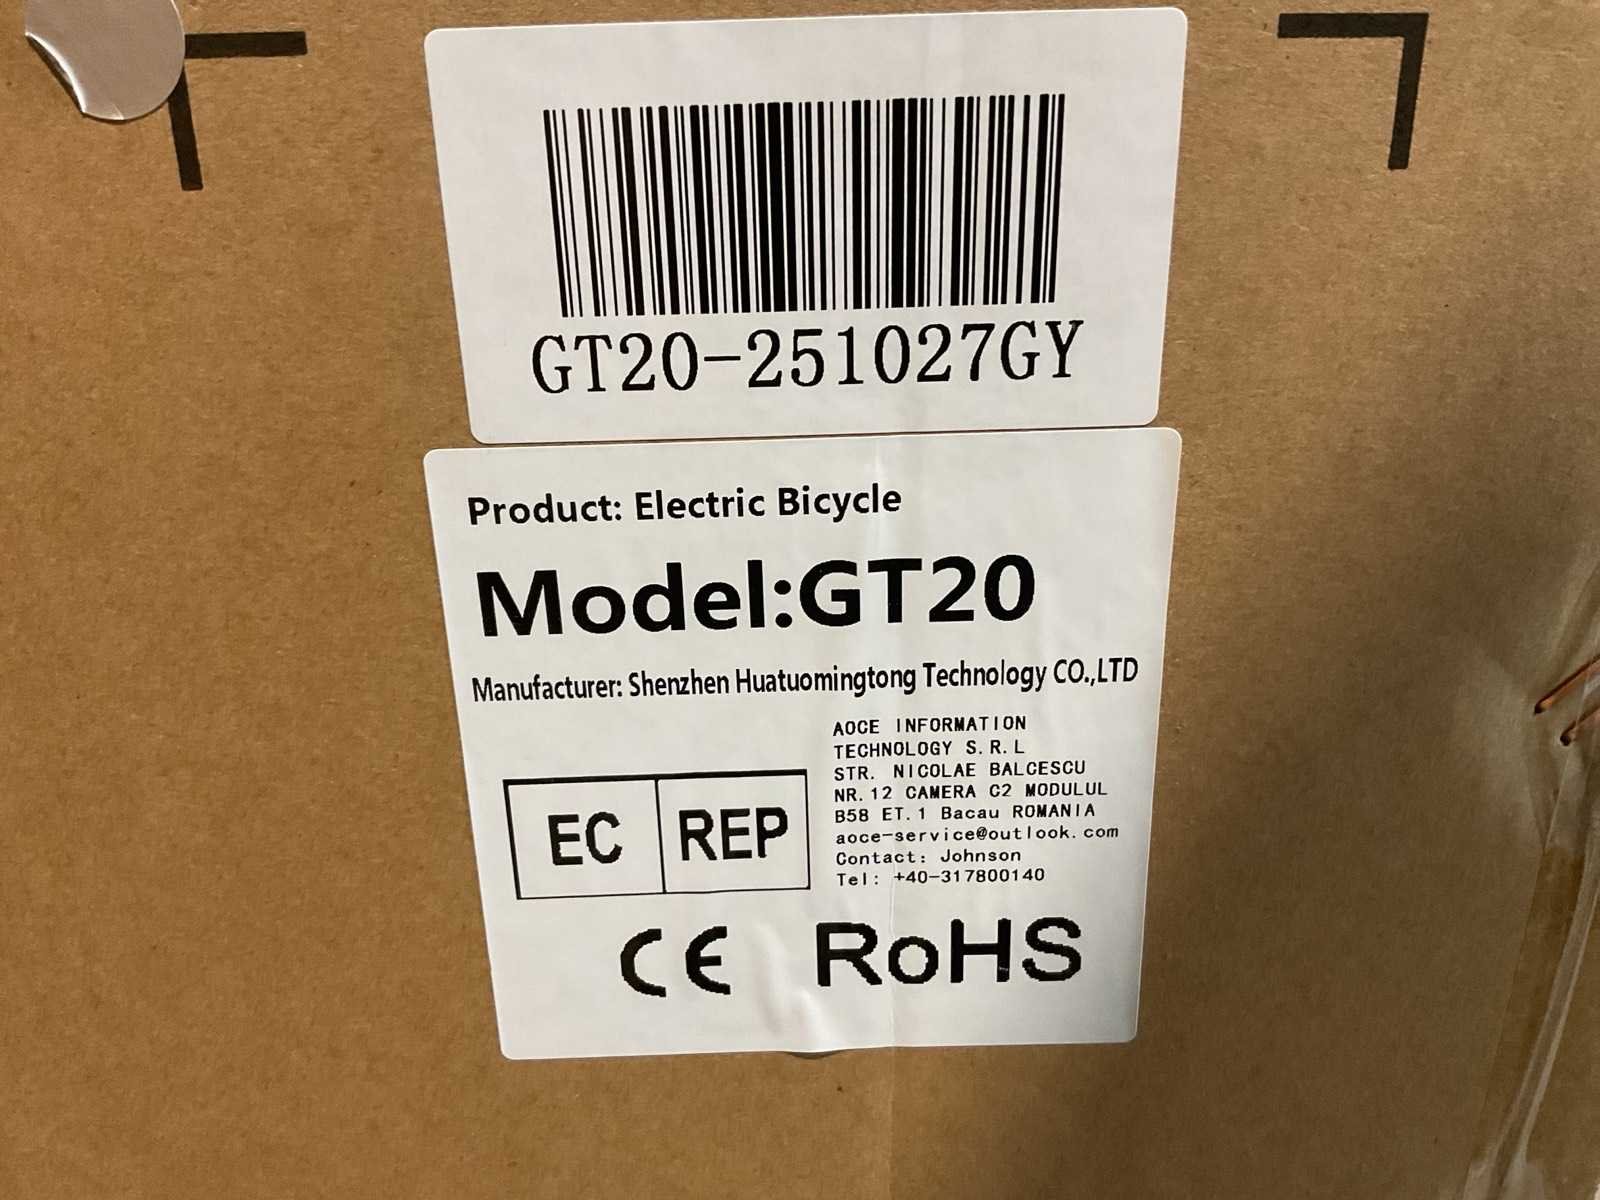 GT20-251027GY
Product: Electric Bicycle
Model:GT20
Manufacturer: Shenzhen Huatuomingtong Technology CO.,LTD
AOCE INFORMATION
TECHNOLOGY S.R.L
STR. NICOLAE BALCESCU
NR.12 CAMERA C2 MODULUL
B58 ET.1 Bacau ROMANIA
aoce-service@outlook.com
Contact: Johnson
Tel: +40-317800140
EC REP
CE RoHS